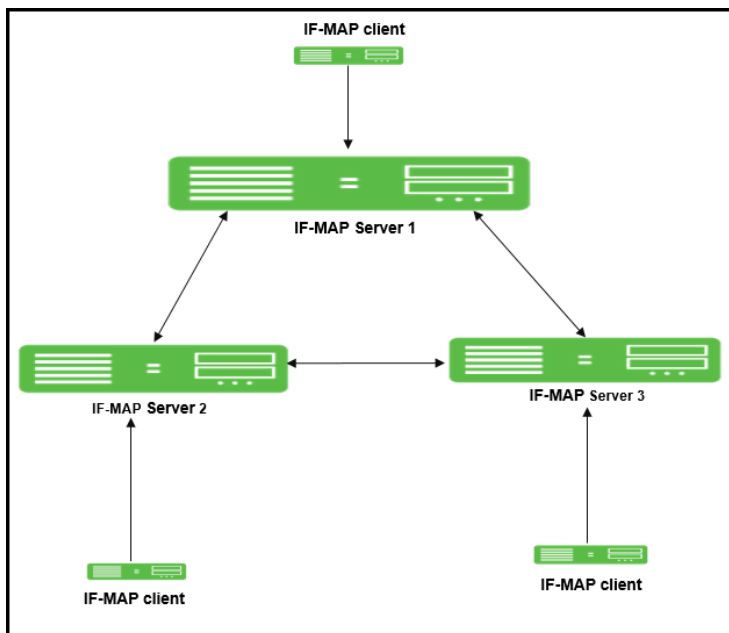 IF-MAP client
IF-MAP Server 1
IF-MAP Server 2
IF-MAP Server 3
IF-MAP client
IF-MAP client